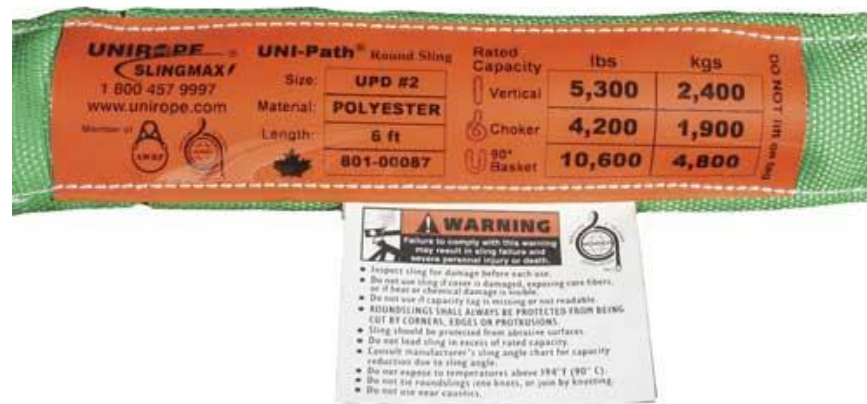 UNIROPE®
SLINGMAX
1 800 457 9997
www.unirope.com
Member of
AWRF
UNI-Path® Round Sling
Size: UPD #2
Material: POLYESTER
Length: 6 ft
801-00087
Rated Capacity lbs kgs
Vertical 5,300 2,400
Choker 4,200 1,900
90° Basket 10,600 4,800
DO NOT lift on tag
WARNING
Failure to comply with this warning
may result in sling failure and
severe personal injury or death.
• Inspect sling for damage before each use.
• Do not use sling if cover is damaged, exposing core fibers,
or if heat or chemical damage is visible.
• Do not use if capacity tag is missing or not readable.
• ROUNDSLINGS SHALL ALWAYS BE PROTECTED FROM BEING
CUT BY CORNERS, EDGES OR PROTRUSIONS.
• Sling should be protected from abrasive surfaces.
• Do not load sling in excess of rated capacity.
• Consult manufacturer's sling angle chart for capacity
reduction due to sling angle.
• Do not expose to temperatures above 194°F (90° C).
• Do not tie roundslings into knots, or join by knotting.
• Do not use near caustics.